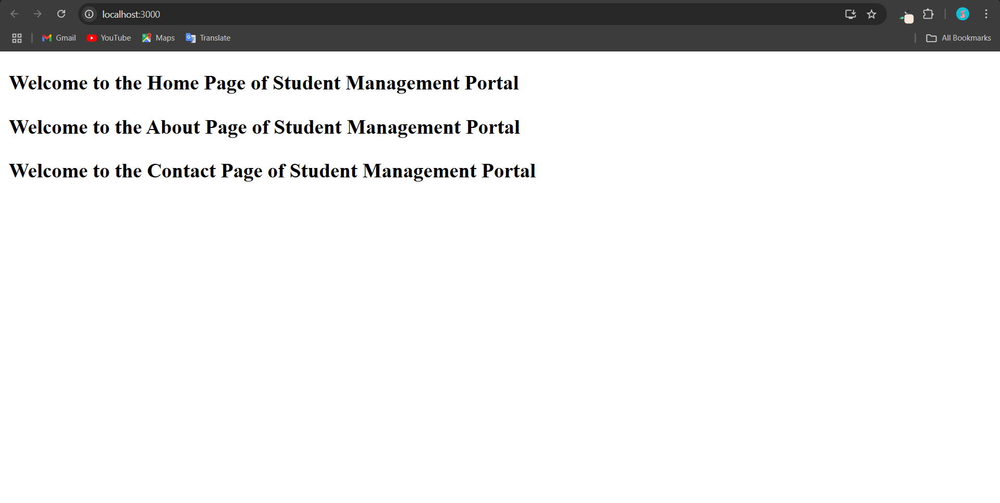 localhost:3000
Gmail YouTube Maps Translate All Bookmarks
Welcome to the Home Page of Student Management Portal
Welcome to the About Page of Student Management Portal
Welcome to the Contact Page of Student Management Portal